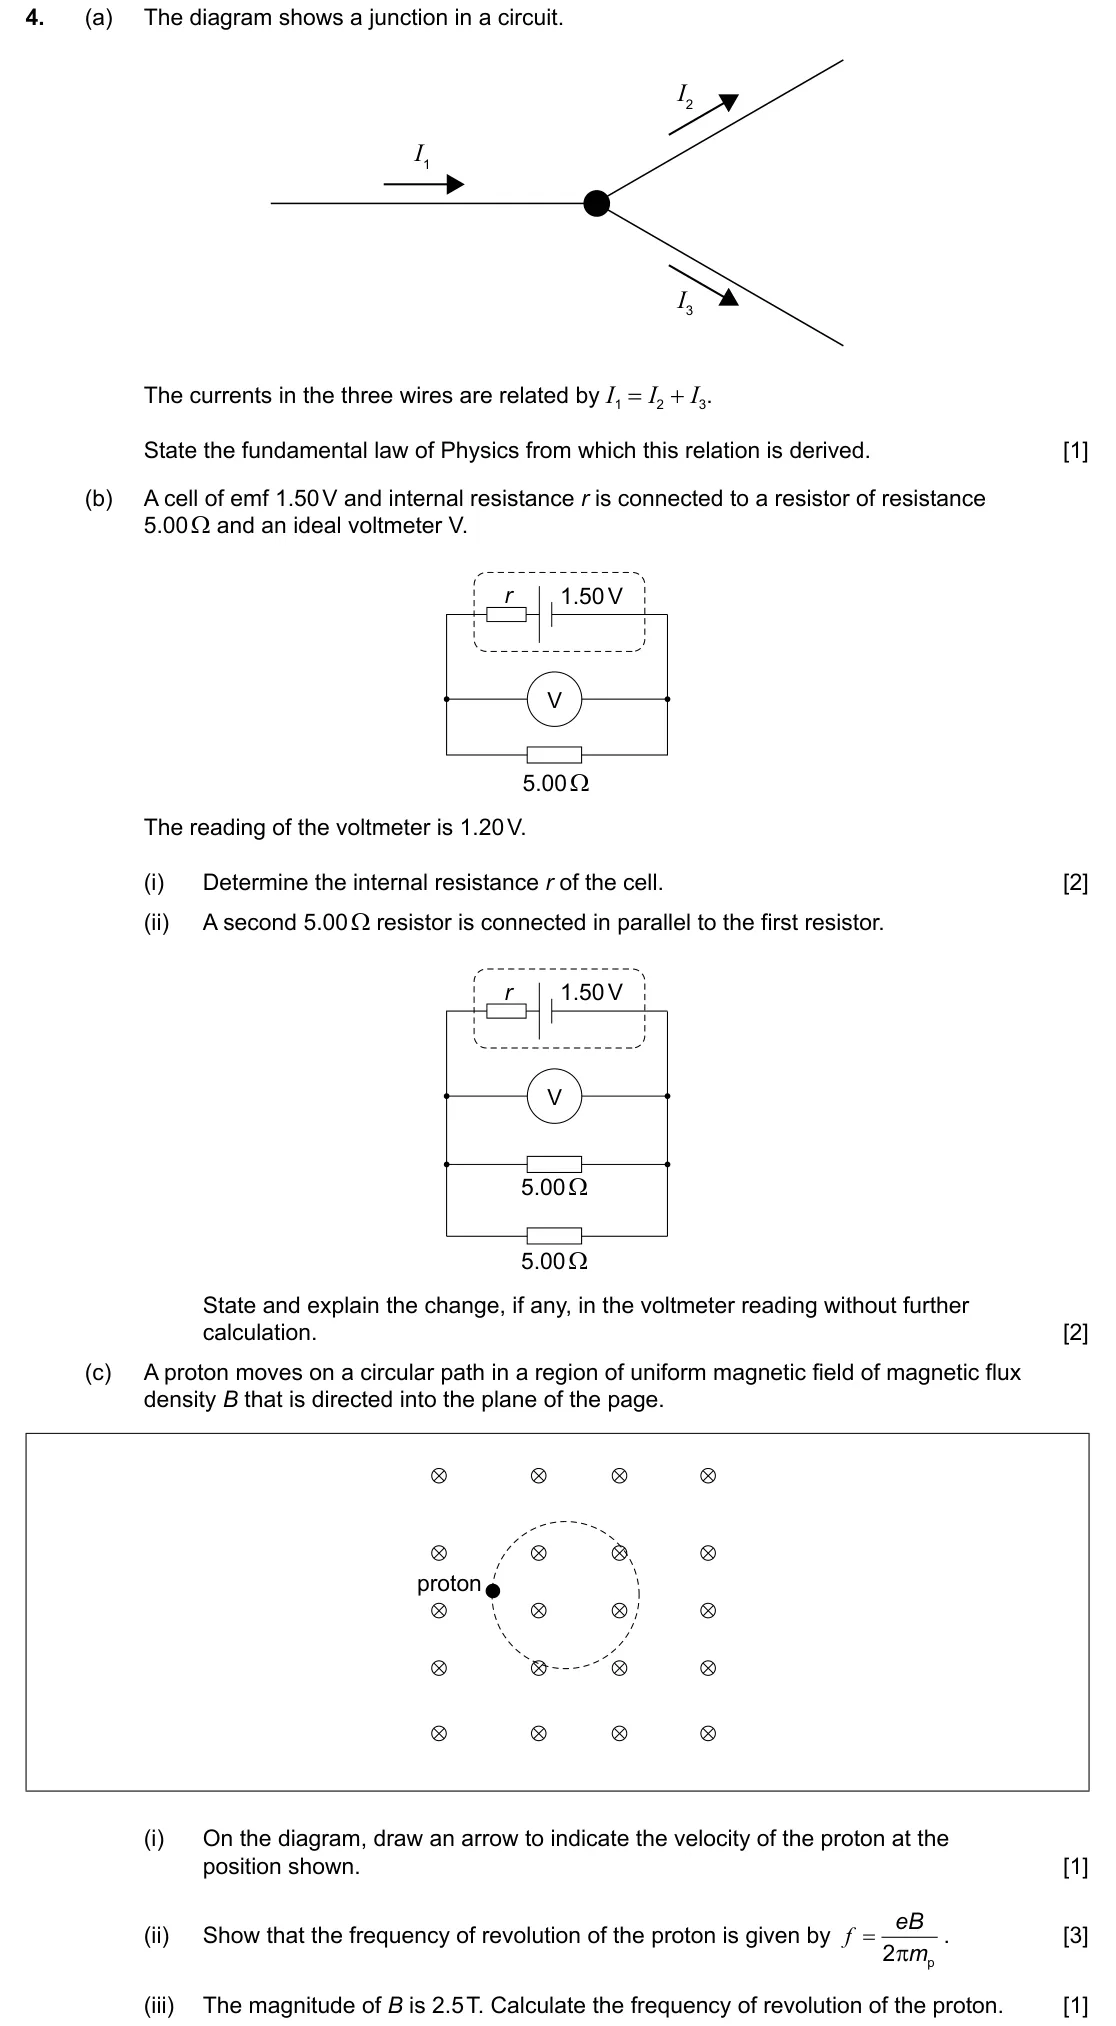 4. (a) The diagram shows a junction in a circuit.
I₂
I₁
I₃
The currents in the three wires are related by I₁ = I₂ + I₃.
State the fundamental law of Physics from which this relation is derived. [1]
(b) A cell of emf 1.50 V and internal resistance r is connected to a resistor of resistance
5.00 Ω and an ideal voltmeter V.
r 1.50 V
V
5.00 Ω
The reading of the voltmeter is 1.20 V.
(i) Determine the internal resistance r of the cell. [2]
(ii) A second 5.00 Ω resistor is connected in parallel to the first resistor.
r 1.50 V
V
5.00 Ω
5.00 Ω
State and explain the change, if any, in the voltmeter reading without further
calculation. [2]
(c) A proton moves on a circular path in a region of uniform magnetic field of magnetic flux
density B that is directed into the plane of the page.
proton
(i) On the diagram, draw an arrow to indicate the velocity of the proton at the
position shown. [1]
(ii) Show that the frequency of revolution of the proton is given by f = eB / 2πmₚ . [3]
(iii) The magnitude of B is 2.5 T. Calculate the frequency of revolution of the proton. [1]